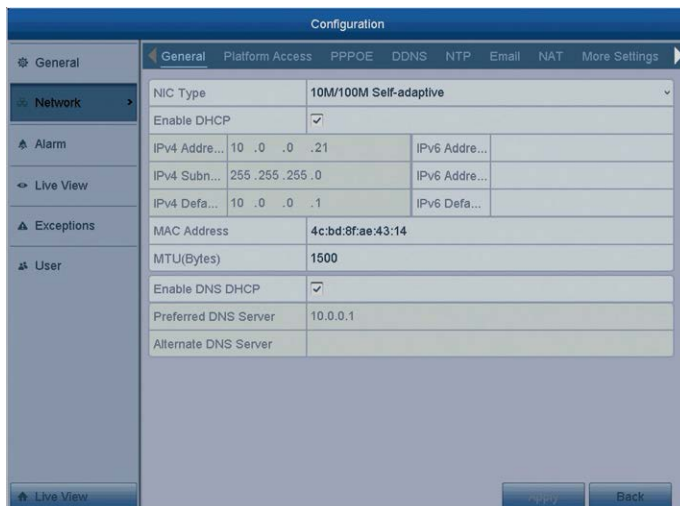 Configuration
General
Network >
Alarm
Live View
Exceptions
User
Live View
General Platform Access PPPOE DDNS NTP Email NAT More Settings
NIC Type 10M/100M Self-adaptive
Enable DHCP
IPv4 Addre... 10 .0 .0 .21 IPv6 Addre...
IPv4 Subn... 255.255.255.0 IPv6 Addre...
IPv4 Defa... 10 .0 .0 .1 IPv6 Defa...
MAC Address 4c:bd:8f:ae:43:14
MTU(Bytes) 1500
Enable DNS DHCP
Preferred DNS Server 10.0.0.1
Alternate DNS Server
Apply Back